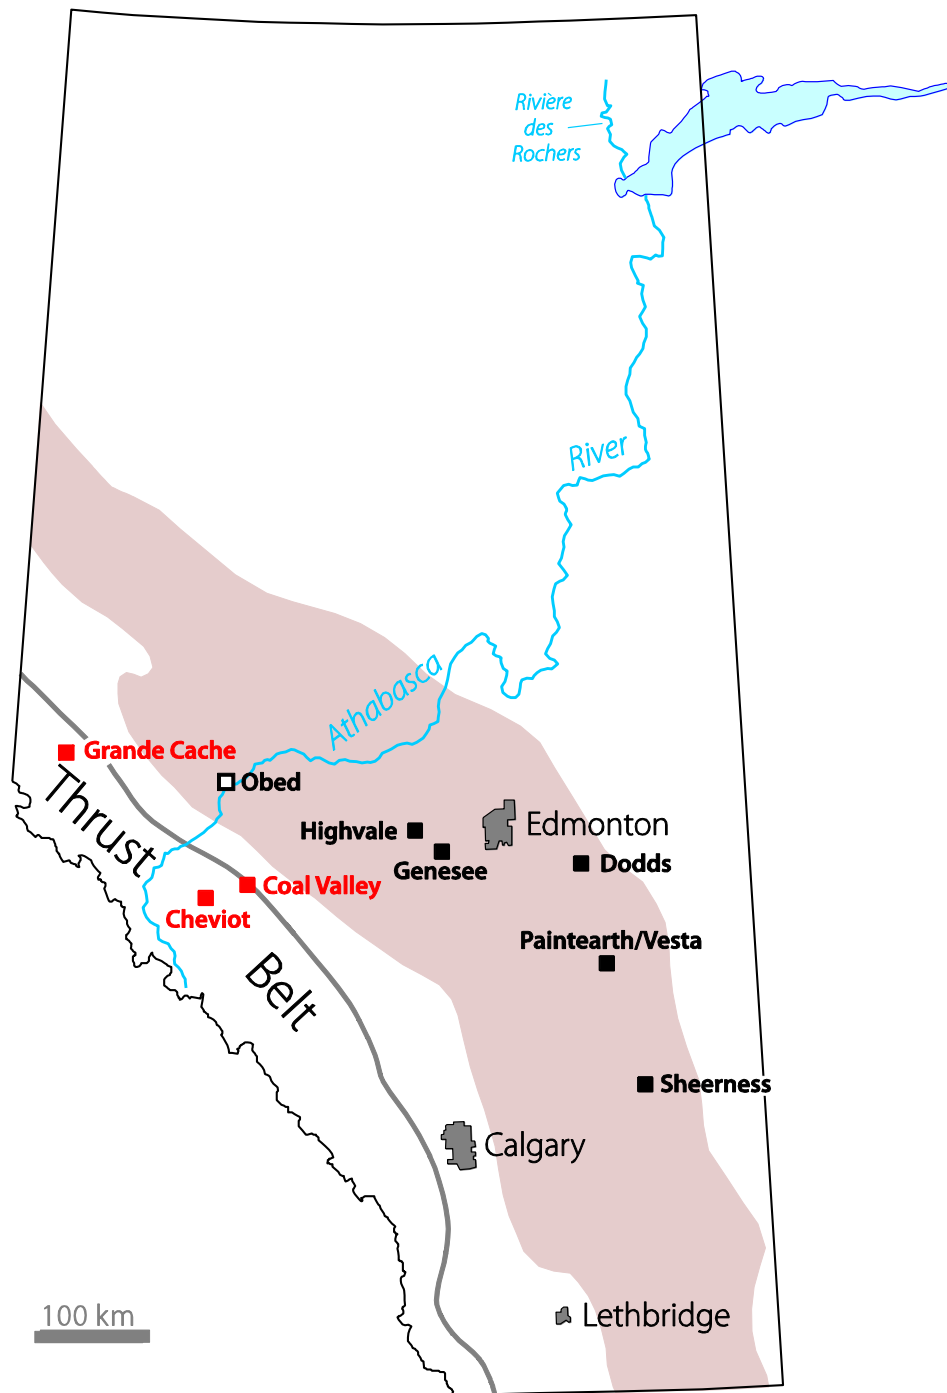 Rivière
des
Rochers
River
Athabasca
Grande Cache
Obed
Thrust
Highvale
Edmonton
Genesee
Dodds
Coal Valley
Cheviot
Paintearth/Vesta
Belt
Sheerness
Calgary
100 km
Lethbridge